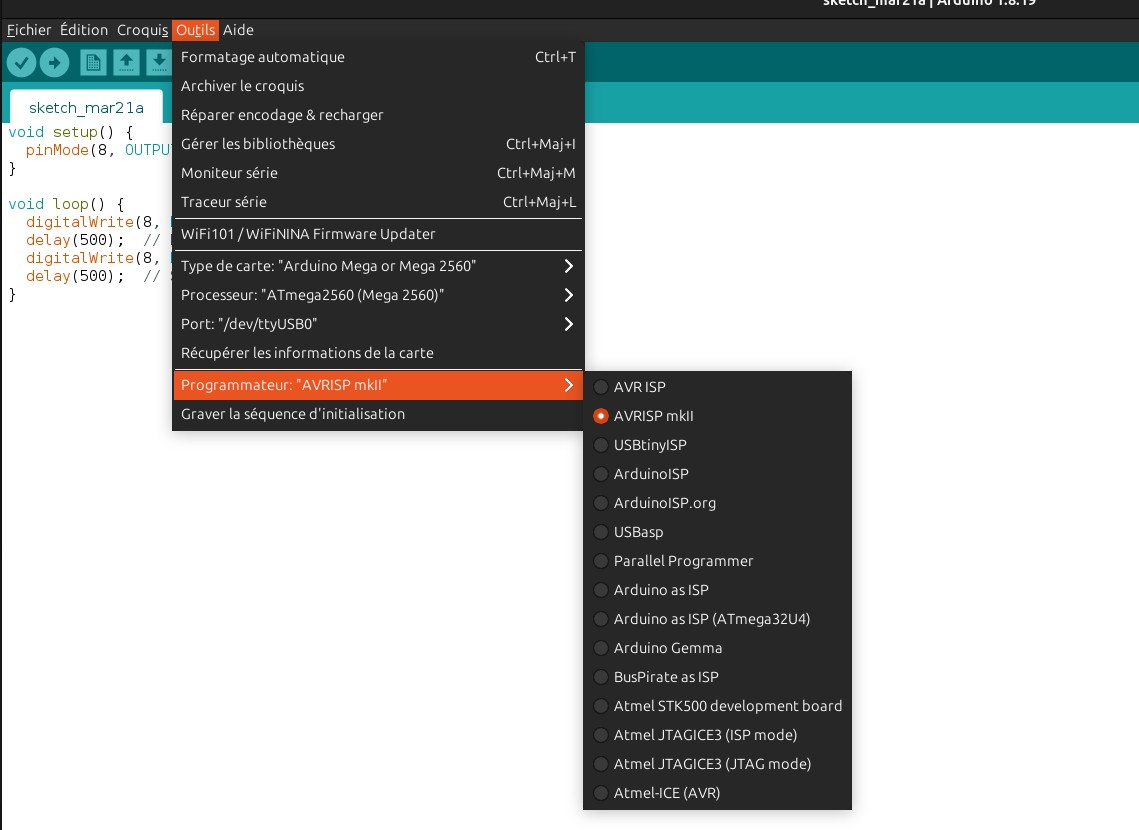 sketch_mar21a | Arduino 1.8.19
Fichier Édition Croquis Outils Aide
sketch_mar21a
void setup() {
pinMode(8,
}
void loop() {
digitalWrite(8,
delay(500); //
digitalWrite(8,
delay(500); //
}
Formatage automatique Ctrl+T
Archiver le croquis
Réparer encodage & recharger
Gérer les bibliothèques Ctrl+Maj+I
Moniteur série Ctrl+Maj+M
Traceur série Ctrl+Maj+L
WiFi101 / WiFiNINA Firmware Updater
Type de carte: "Arduino Mega or Mega 2560"
Processeur: "ATmega2560 (Mega 2560)"
Port: "/dev/ttyUSB0"
Récupérer les informations de la carte
Programmateur: "AVRISP mkII"
Graver la séquence d'initialisation
AVR ISP
AVRISP mkII
USBtinyISP
ArduinoISP
ArduinoISP.org
USBasp
Parallel Programmer
Arduino as ISP
Arduino as ISP (ATmega32U4)
Arduino Gemma
BusPirate as ISP
Atmel STK500 development board
Atmel JTAGICE3 (ISP mode)
Atmel JTAGICE3 (JTAG mode)
Atmel-ICE (AVR)